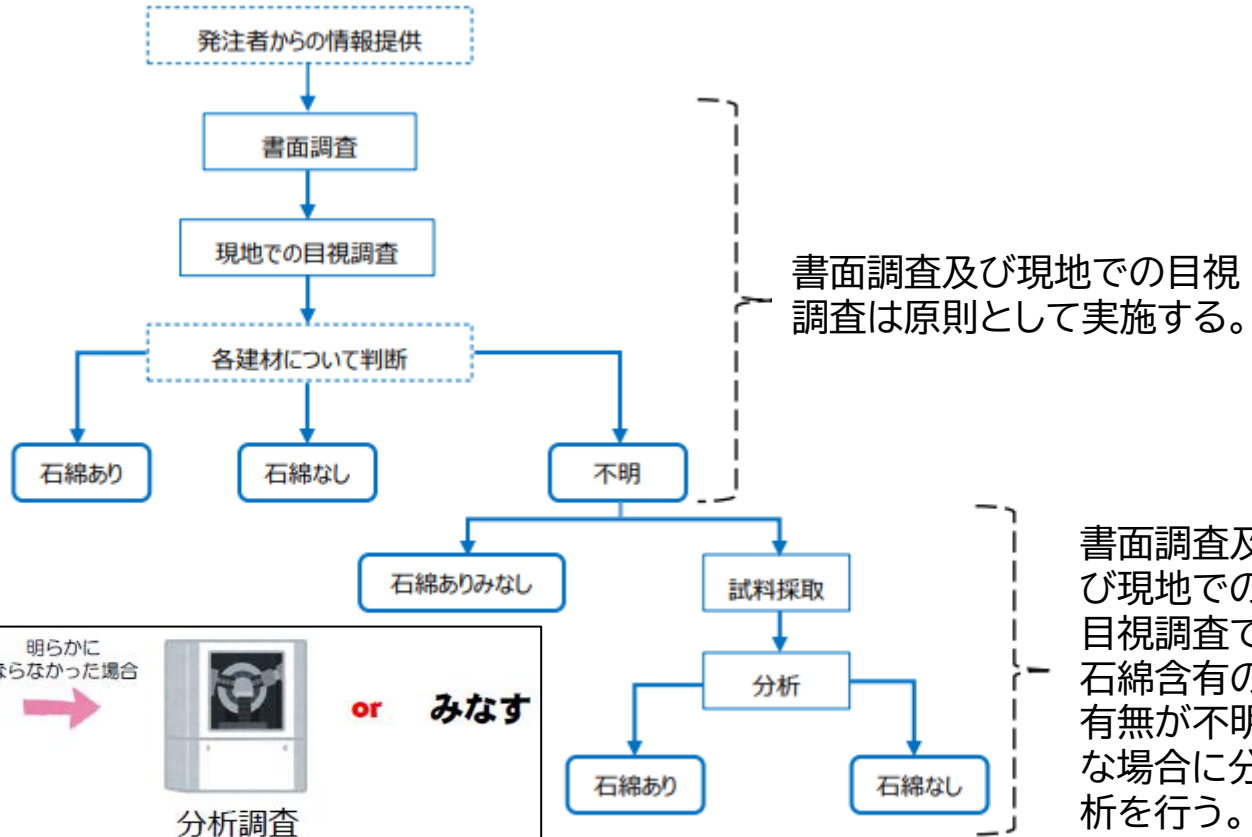 発注者からの情報提供
書面調査
現地での目視調査
書面調査及び現地での目視
調査は原則として実施する。
各建材について判断
石綿あり
石綿なし
不明
石綿ありみなし
試料採取
分析
石綿あり
石綿なし
書面調査及
び現地での
目視調査で
石綿含有の
有無が不明
な場合に分
析を行う。
明らかに
ならなかった場合
or
みなす
分析調査